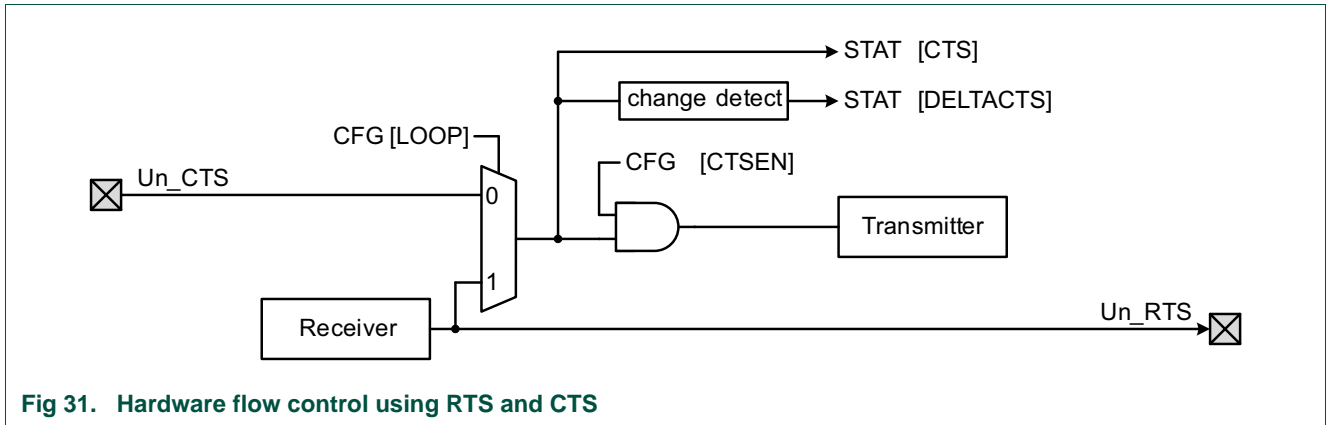 STAT [CTS]
change detect
STAT [DELTACTS]
CFG [LOOP]
CFG [CTSEN]
Un_CTS
0
Transmitter
1
Receiver
Un_RTS
Fig 31. Hardware flow control using RTS and CTS